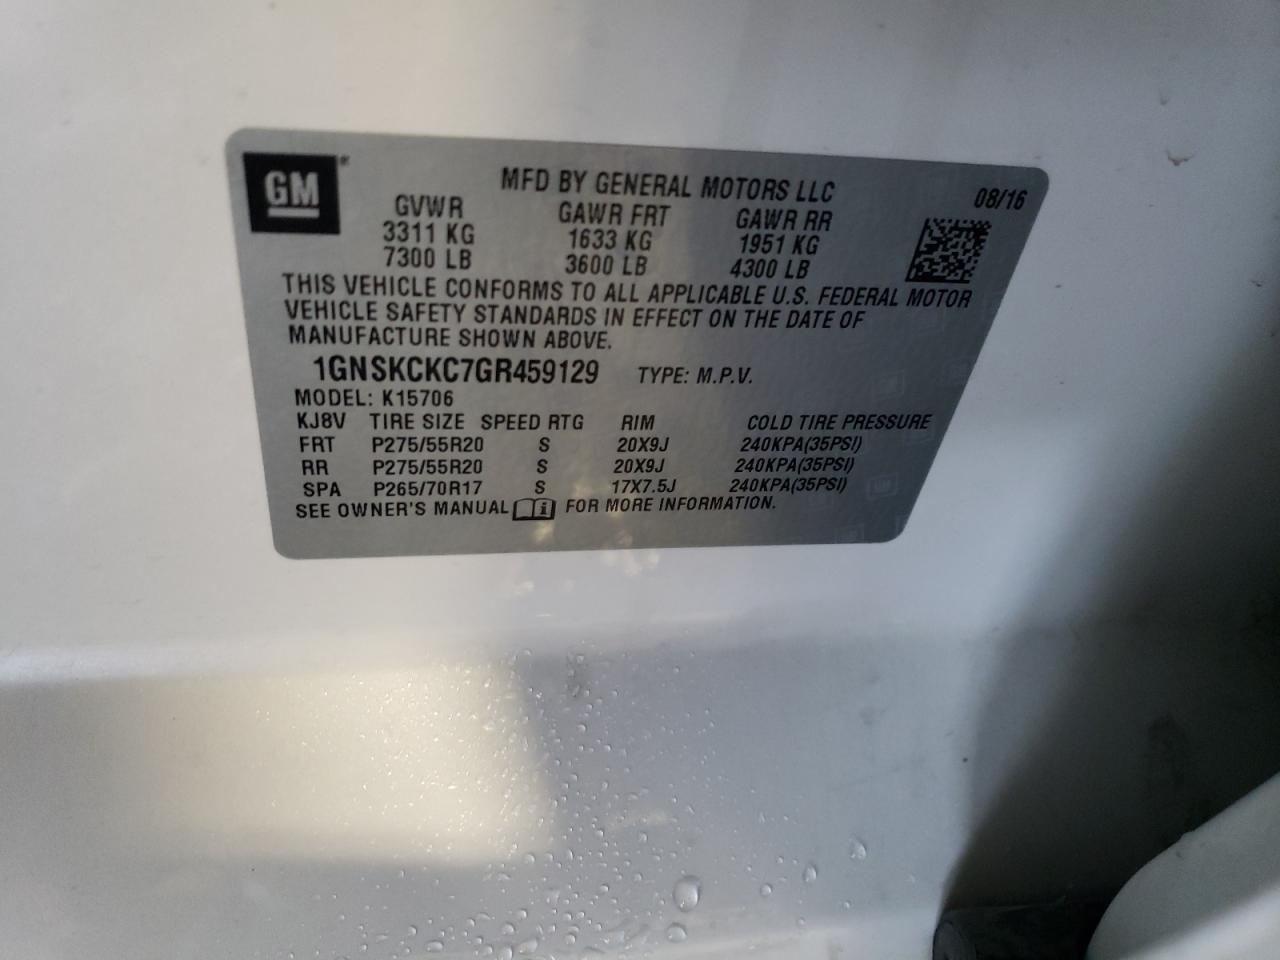 GM
MFD BY GENERAL MOTORS LLC 08/16
GVWR GAWR FRT GAWR RR
3311 KG 1633 KG 1951 KG
7300 LB 3600 LB 4300 LB
THIS VEHICLE CONFORMS TO ALL APPLICABLE U.S. FEDERAL MOTOR
VEHICLE SAFETY STANDARDS IN EFFECT ON THE DATE OF
MANUFACTURE SHOWN ABOVE.
1GNSKCKC7GR459129 TYPE: M.P.V.
MODEL: K15706
KJ8V TIRE SIZE SPEED RTG RIM COLD TIRE PRESSURE
FRT P275/55R20 S 20X9J 240KPA(35PSI)
RR P275/55R20 S 20X9J 240KPA(35PSI)
SPA P265/70R17 S 17X7.5J 240KPA(35PSI)
SEE OWNER'S MANUAL i FOR MORE INFORMATION.